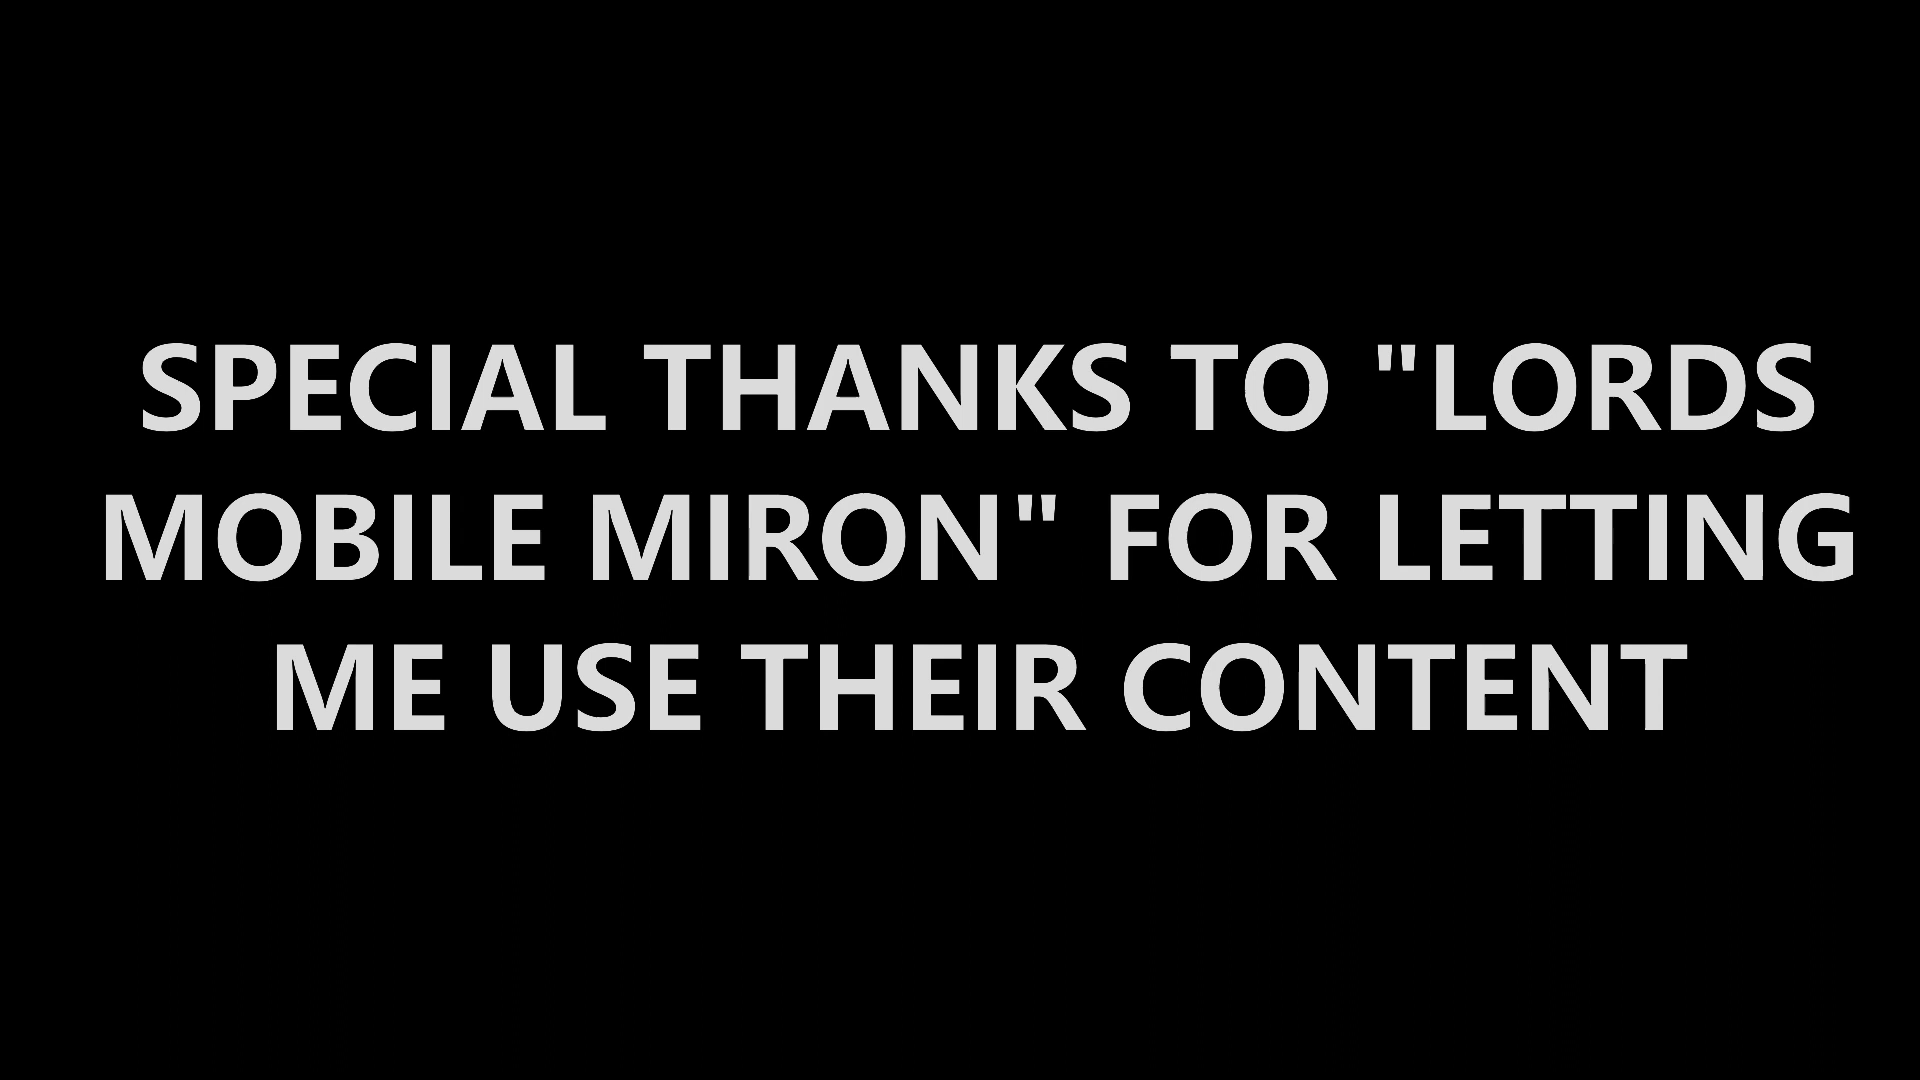 SPECIAL THANKS TO "LORDS
MOBILE MIRON" FOR LETTING
ME USE THEIR CONTENT